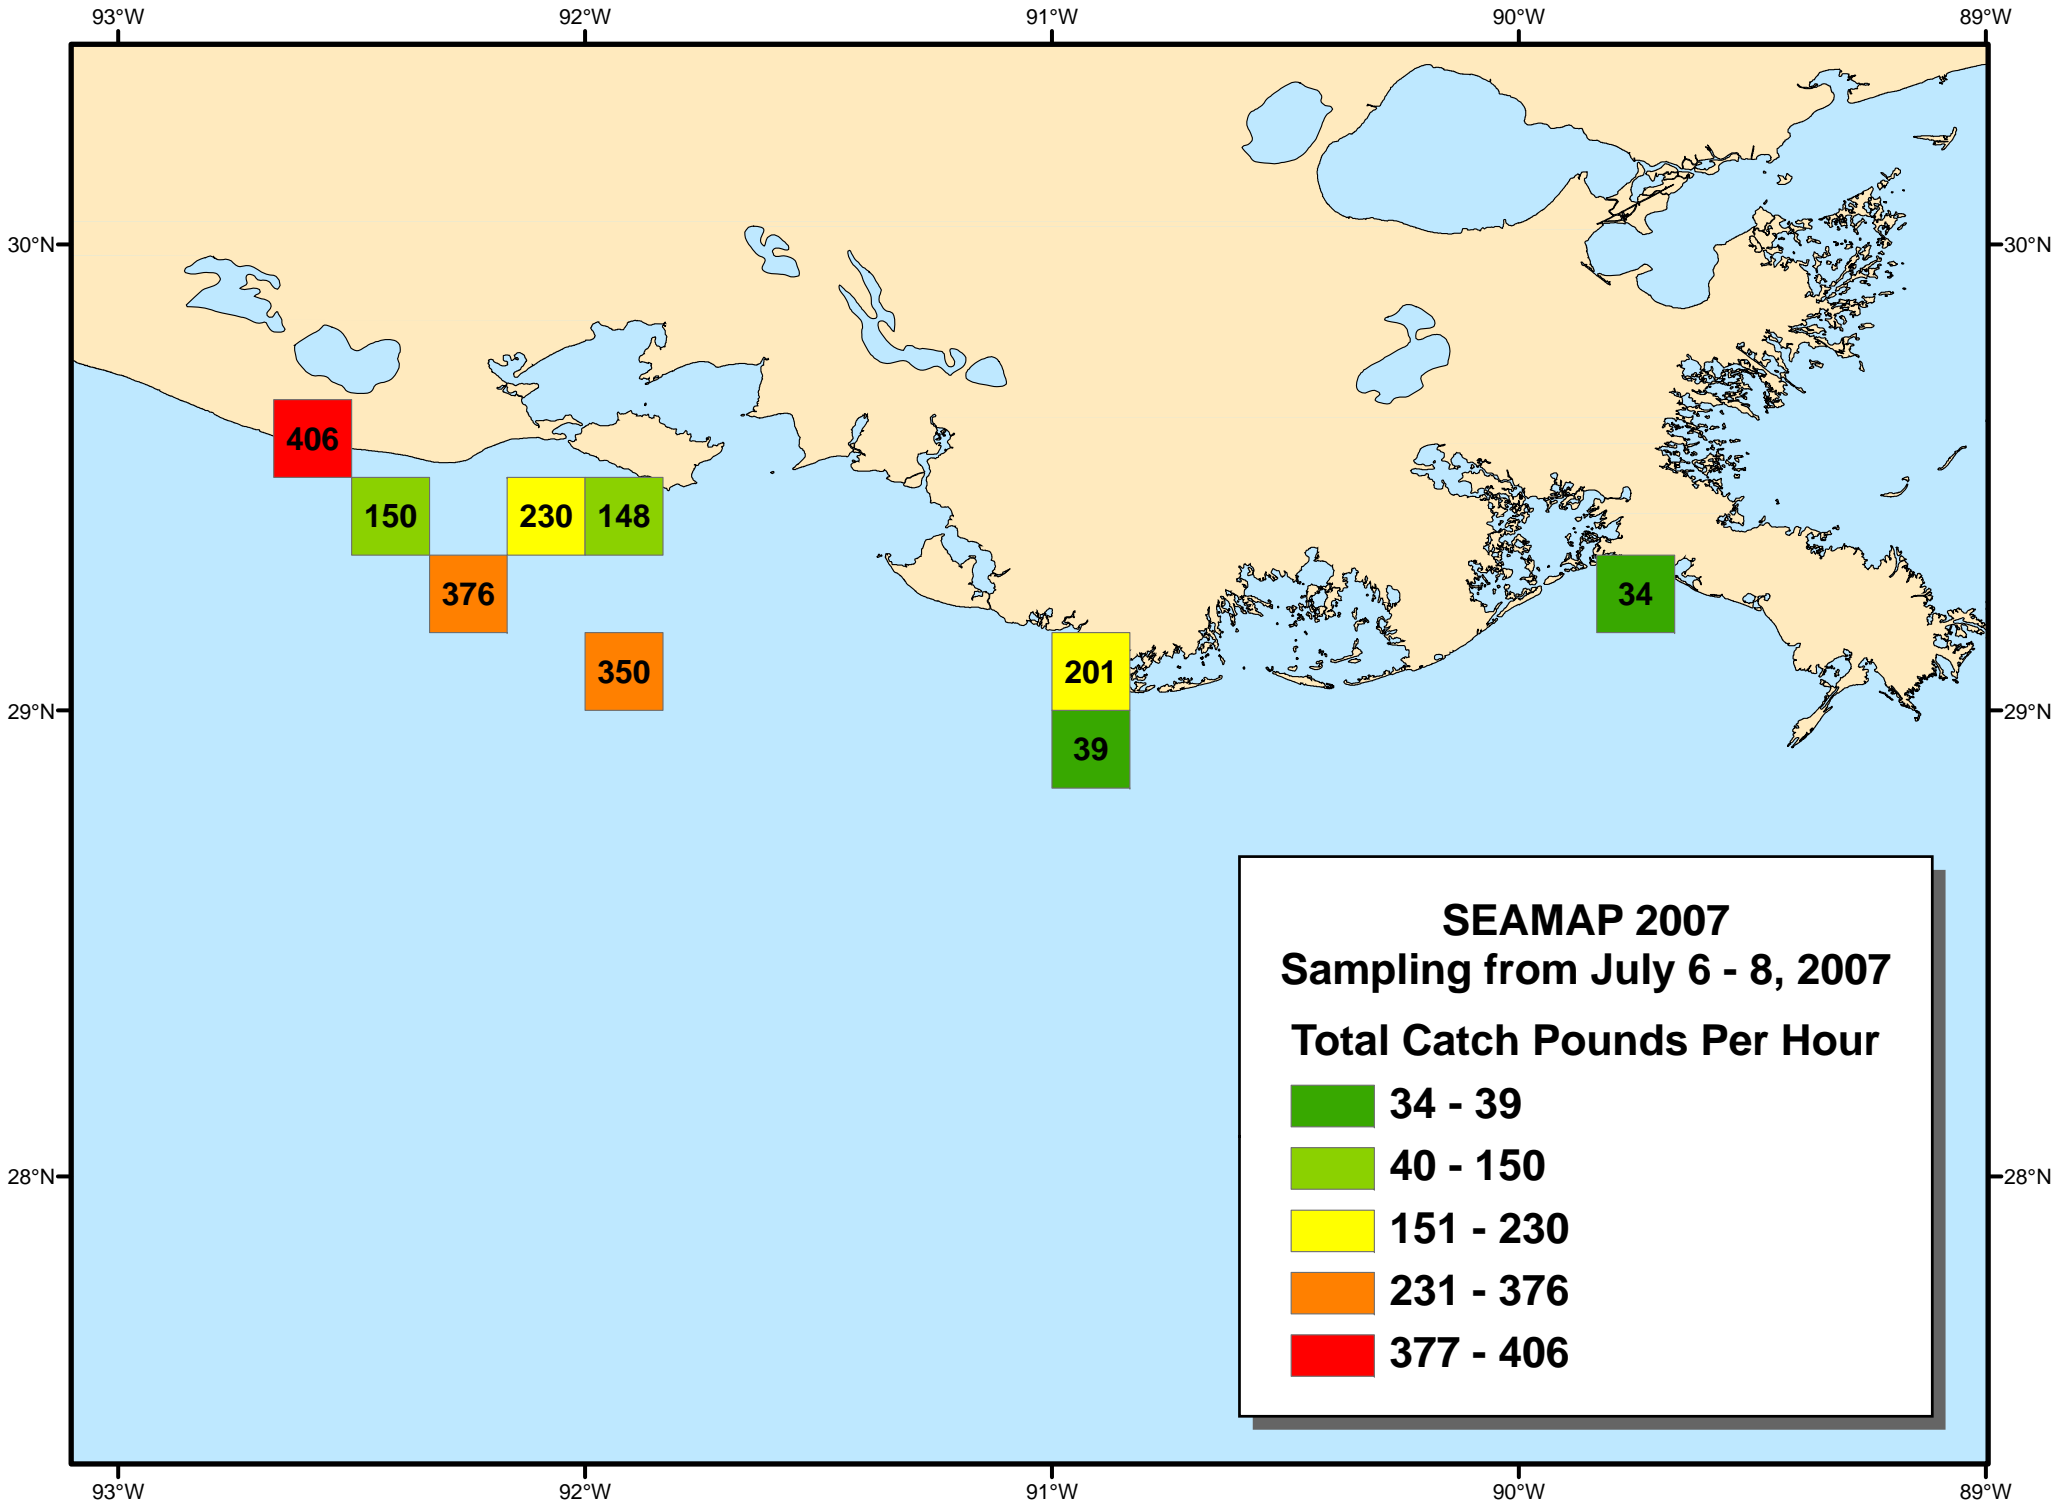 93°W 92°W 91°W 90°W 89°W
30°N 30°N
406
150 230 148
376 34
350 201
29°N 29°N
39
SEAMAP 2007
Sampling from July 6 - 8, 2007
Total Catch Pounds Per Hour
34 - 39
40 - 150
28°N 28°N
151 - 230
231 - 376
377 - 406
93°W 92°W 91°W 90°W 89°W